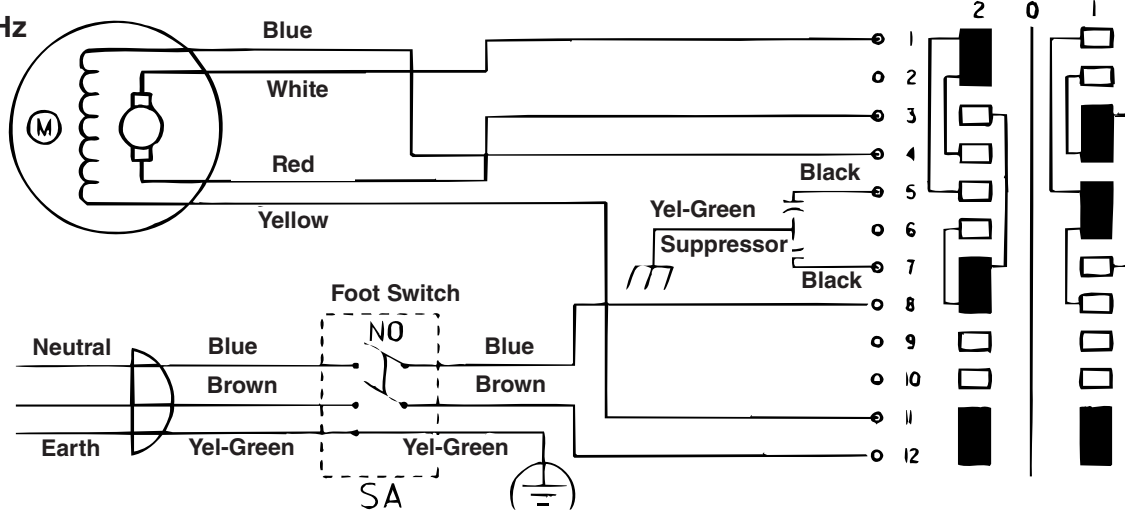 Hz
2 0 1
Blue
1
White
2
3
M
4
Red
Black
5
Yel-Green
6
Yellow
Suppressor
7
Black
Foot Switch
8
NO
Neutral
Blue
Blue
9
Brown
Brown
10
11
Earth
Yel-Green
Yel-Green
12
SA